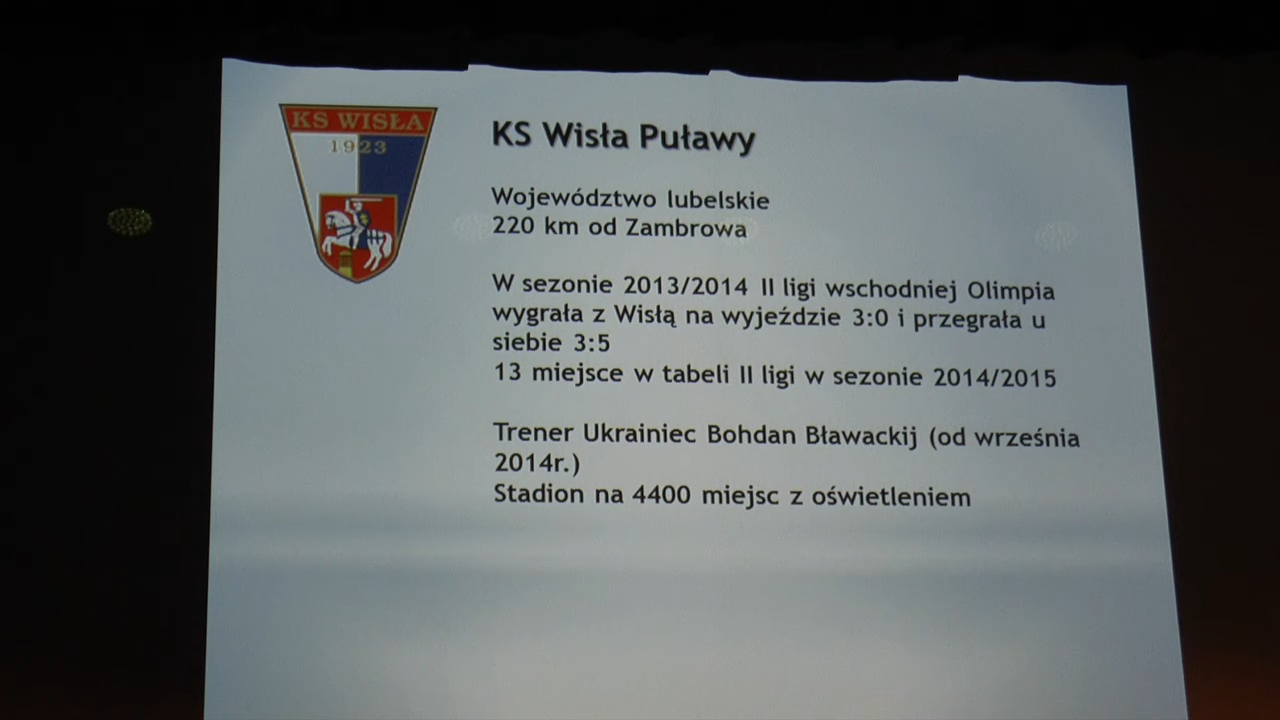 KS WISŁA
1923
KS Wisła Puławy
Województwo lubelskie
220 km od Zambrowa
W sezonie 2013/2014 II ligi wschodniej Olimpia
wygrała z Wisłą na wyjeździe 3:0 i przegrała u
siebie 3:5
13 miejsce w tabeli II ligi w sezonie 2014/2015
Trener Ukrainiec Bohdan Bławackij (od września
2014r.)
Stadion na 4400 miejsc z oświetleniem